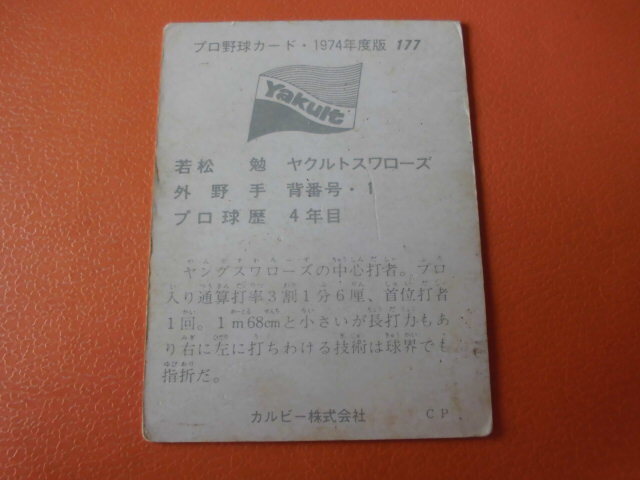 プロ野球カード・1974年度版 177
Yakult
若松 勉 ヤクルトスワローズ
外野手 背番号・1
プロ球歴 4年目
ヤングスワローズの中心打者。プロ
入り通算打率3割1分6厘、首位打者
1回。1m68cmと小さいが長打力もあ
り右に左に打ちわける技術は球界でも
指折だ。
カルビー株式会社 CP